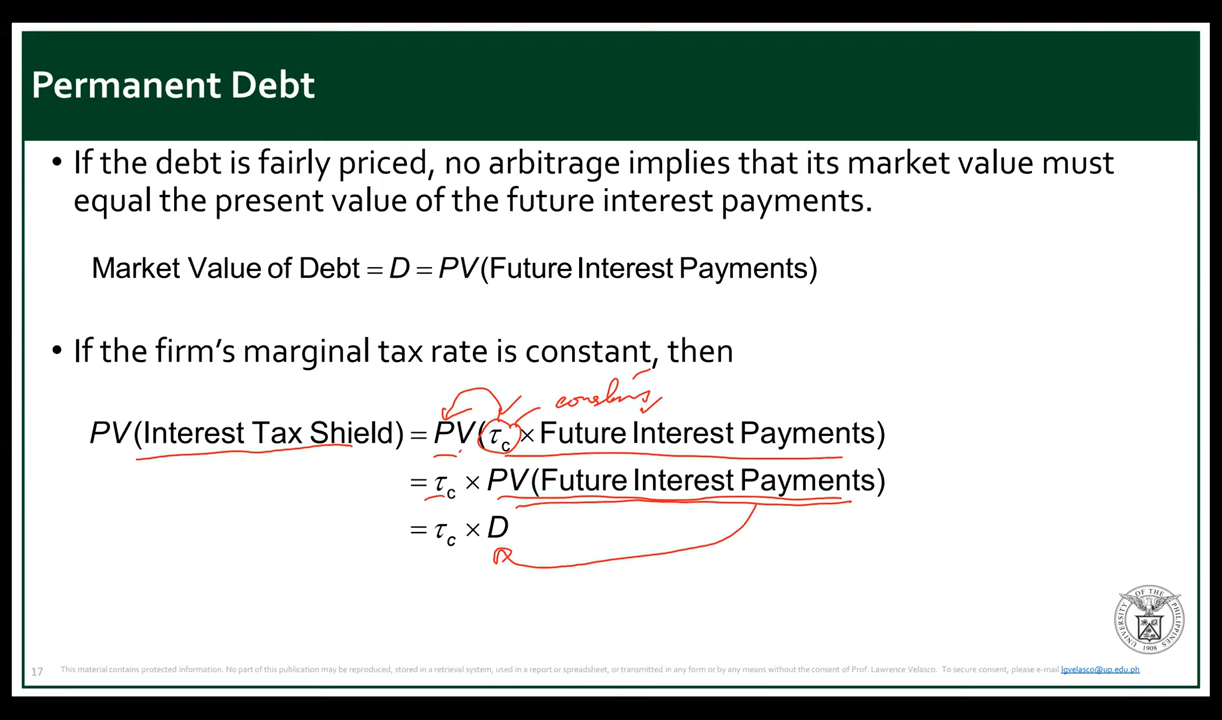 Permanent Debt
• If the debt is fairly priced, no arbitrage implies that its market value must
equal the present value of the future interest payments.
Market Value of Debt = D = PV(Future Interest Payments)
• If the firm's marginal tax rate is constant, then
constant
PV(Interest Tax Shield) = PV(τc × Future Interest Payments)
= τc × PV(Future Interest Payments)
= τc × D
UNIVERSITY OF THE PHILIPPINES
1908
17
This material contains protected information. No part of this publication may be reproduced, stored in a retrieval system, used in a report or spreadsheet, or transmitted in any form or by any means without the consent of Prof. Lawrence Velasco. To secure consent, please e-mail lgvelasco@up.edu.ph